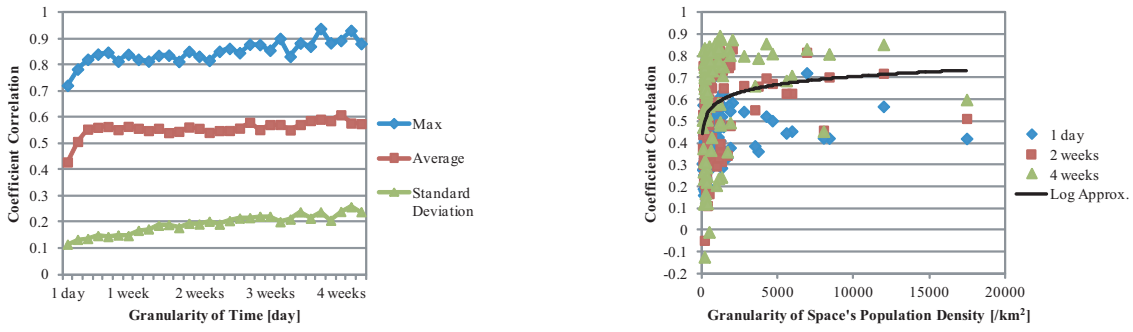 Coefficient Correlation
1
0.9
0.8
0.7
0.6
0.5
0.4
0.3
0.2
0.1
0
1 day
1 week
2 weeks
3 weeks
4 weeks
Granularity of Time [day]
Max
Average
Standard
Deviation
Coefficient Correlation
1
0.9
0.8
0.7
0.6
0.5
0.4
0.3
0.2
0.1
0
-0.1
-0.2
0
5000
10000
15000
20000
Granularity of Space's Population Density [/km²]
1 day
2 weeks
4 weeks
Log Approx.